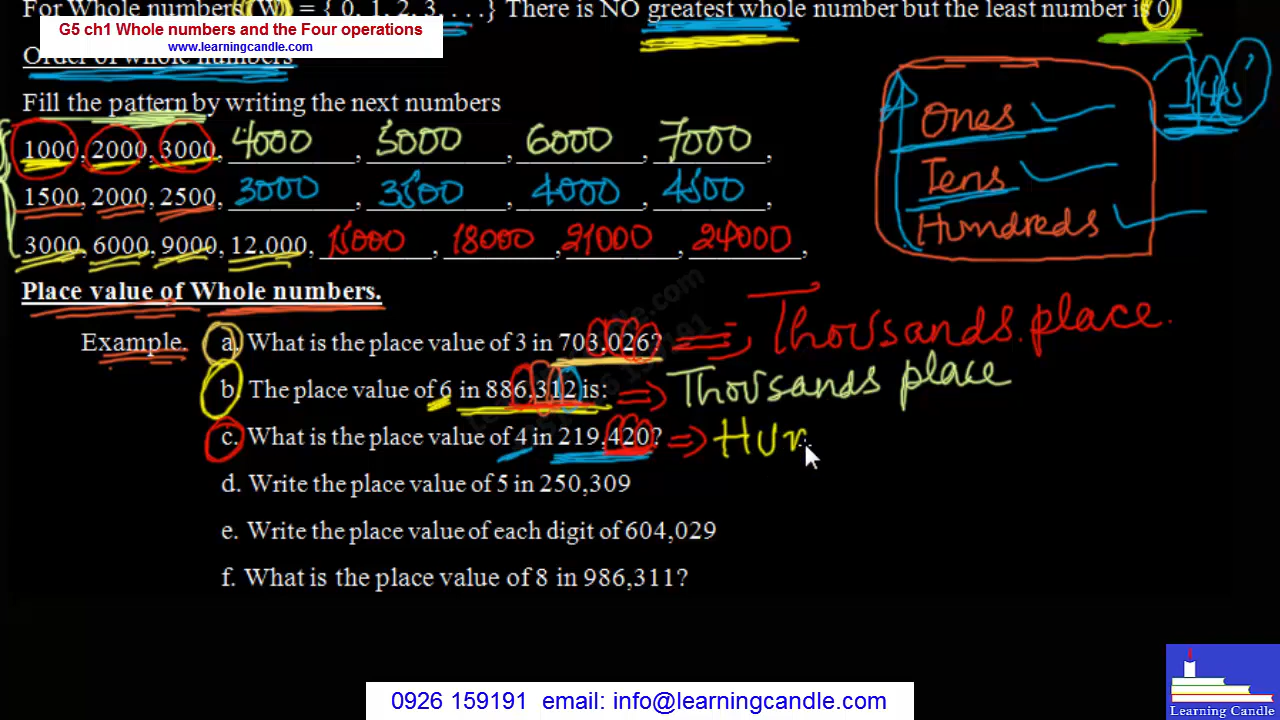 For Whole numbers (W) = { 0, 1, 2, 3, . . .} There is NO greatest whole number but the least number is 0
G5 ch1 Whole numbers and the Four operations
www.learningcandle.com
Order of whole numbers
Fill the pattern by writing the next numbers
1000, 2000, 3000, 4000, 5000, 6000, 7000,
1500, 2000, 2500, 3000, 3500, 4000, 4500,
3000, 6000, 9000, 12,000, 15000, 18000, 21000, 24000,
145
Ones
Tens
Hundreds
Place value of Whole numbers.
Example. a. What is the place value of 3 in 703,026? ⇒ Thousands place.
b. The place value of 6 in 886,312 is: ⇒ Thousands place
c. What is the place value of 4 in 219,420? ⇒ Hun
d. Write the place value of 5 in 250,309
e. Write the place value of each digit of 604,029
f. What is the place value of 8 in 986,311?
0926 159191 email: info@learningcandle.com
Learning Candle